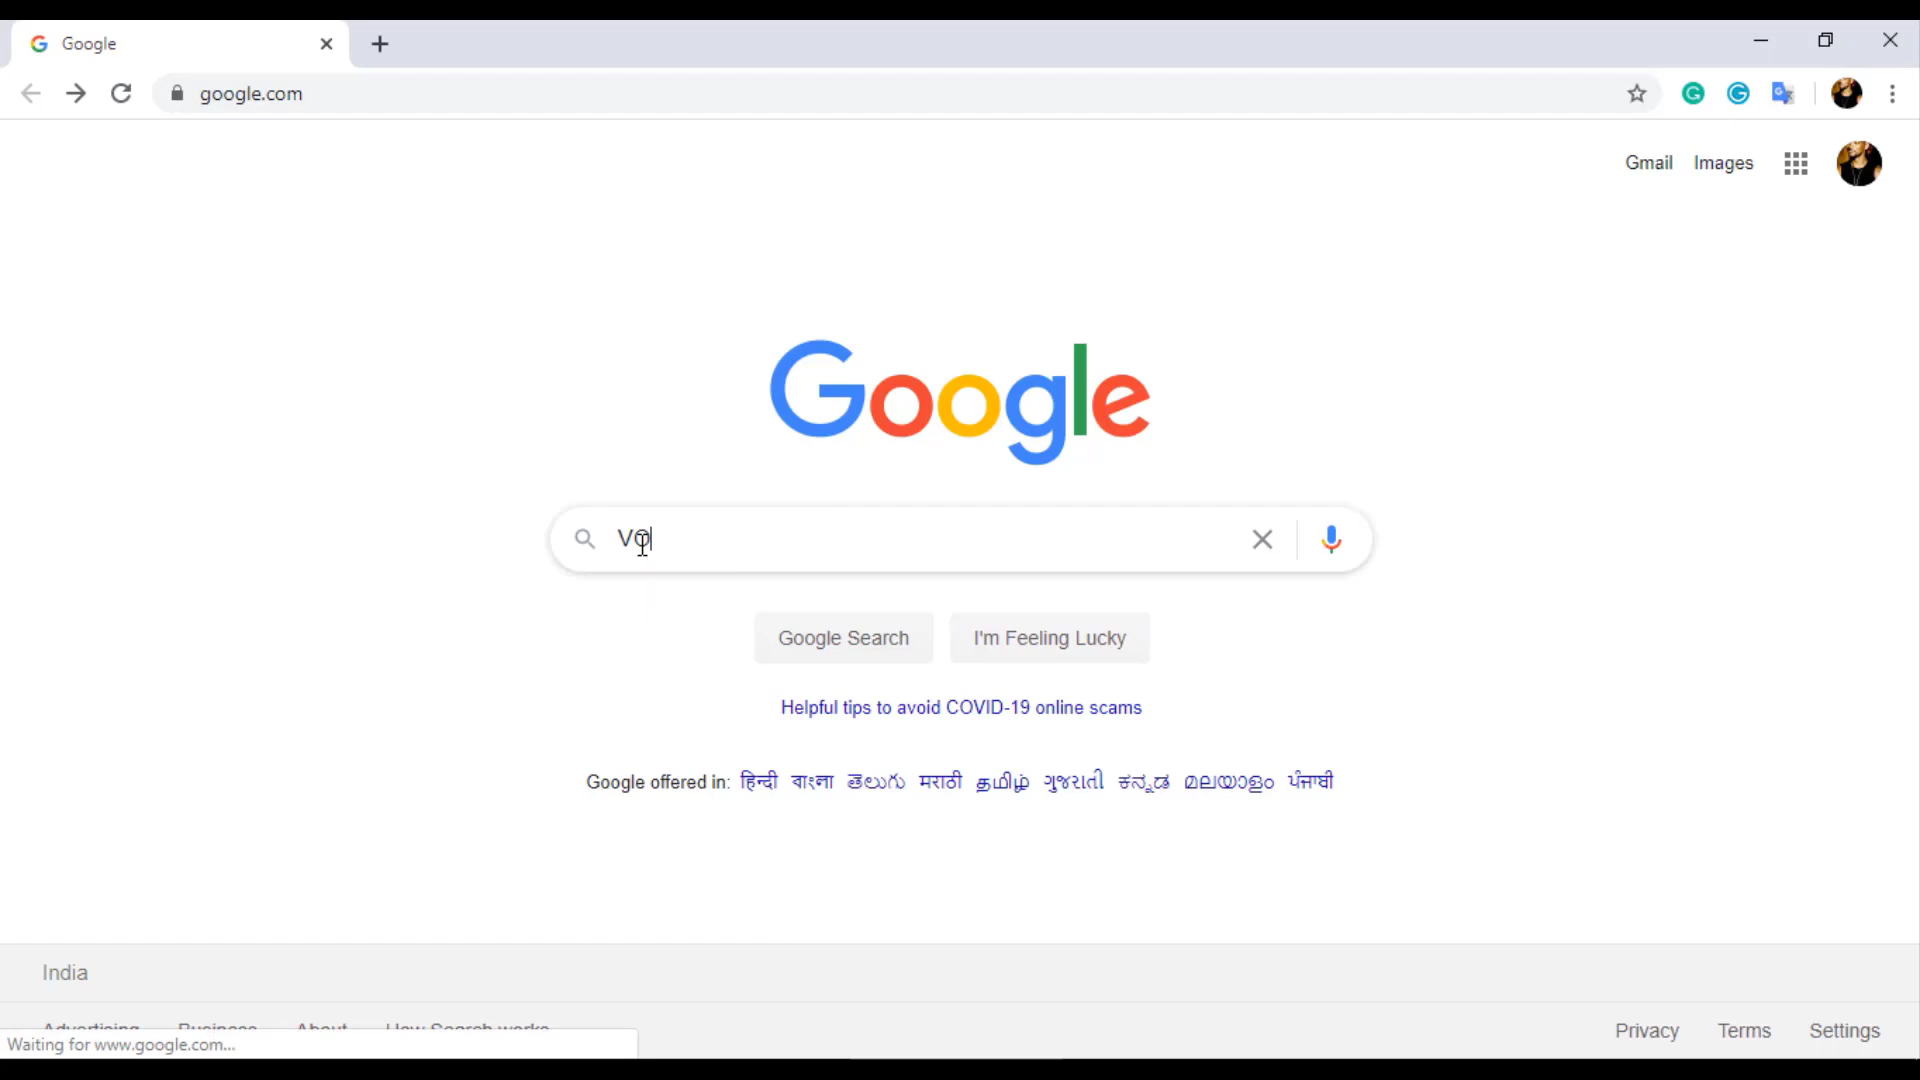 Google
google.com
Gmail Images
Google
Google Search I'm Feeling Lucky
Helpful tips to avoid COVID-19 online scams
Google offered in: हिन्दी বাংলা తెలుగు मराठी தமிழ் ગુજરાતી ಕನ್ನಡ മലയാളം ਪੰਜਾਬੀ
India
Advertising Business About How Search works
Privacy Terms Settings
Waiting for www.google.com...